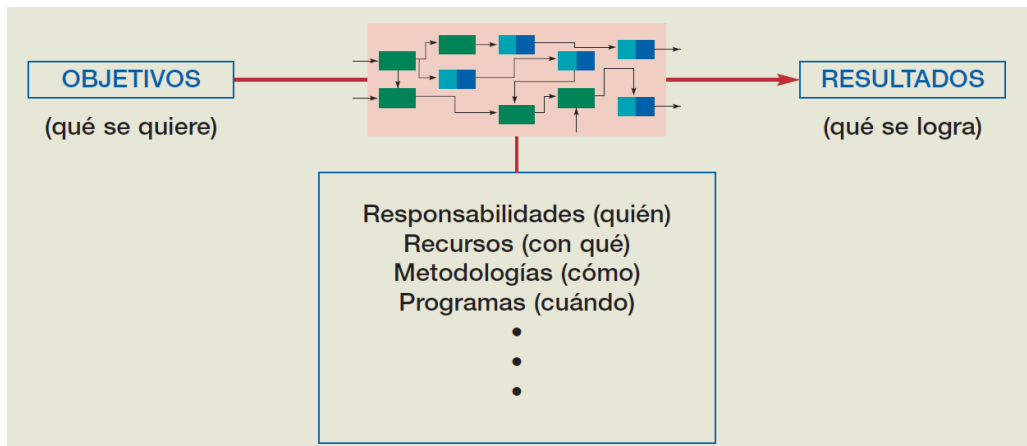 OBJETIVOS
(qué se quiere)
RESULTADOS
(qué se logra)
Responsabilidades (quién)
Recursos (con qué)
Metodologías (cómo)
Programas (cuándo)
•
•
•